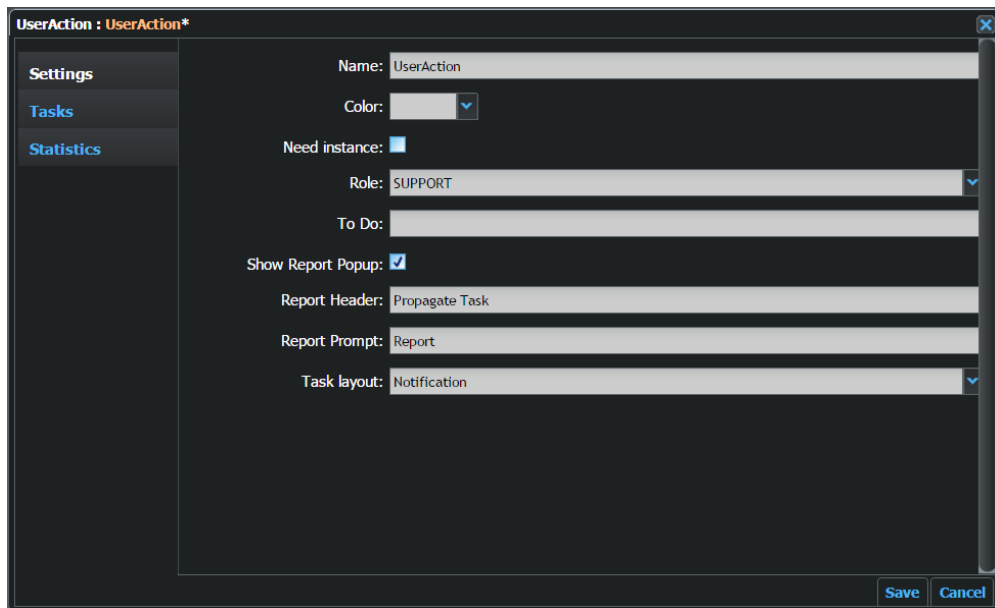 UserAction : UserAction*
Settings
Tasks
Statistics
Name: UserAction
Color:
Need instance:
Role: SUPPORT
To Do:
Show Report Popup:
Report Header: Propagate Task
Report Prompt: Report
Task layout: Notification
Save Cancel